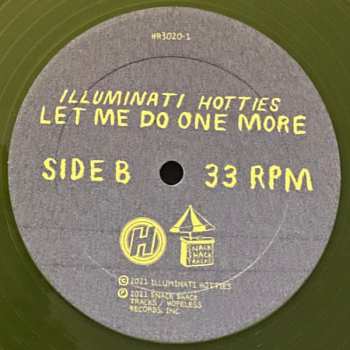 HR3020-1
ILLUMINATI HOTTIES
LET ME DO ONE MORE
SIDE B 33 RPM
H
SNACK
SHACK
TRACKS
© 2021 ILLUMINATI HOTTIES
℗ 2021 SNACK SHACK
TRACKS / HOPELESS
RECORDS, INC